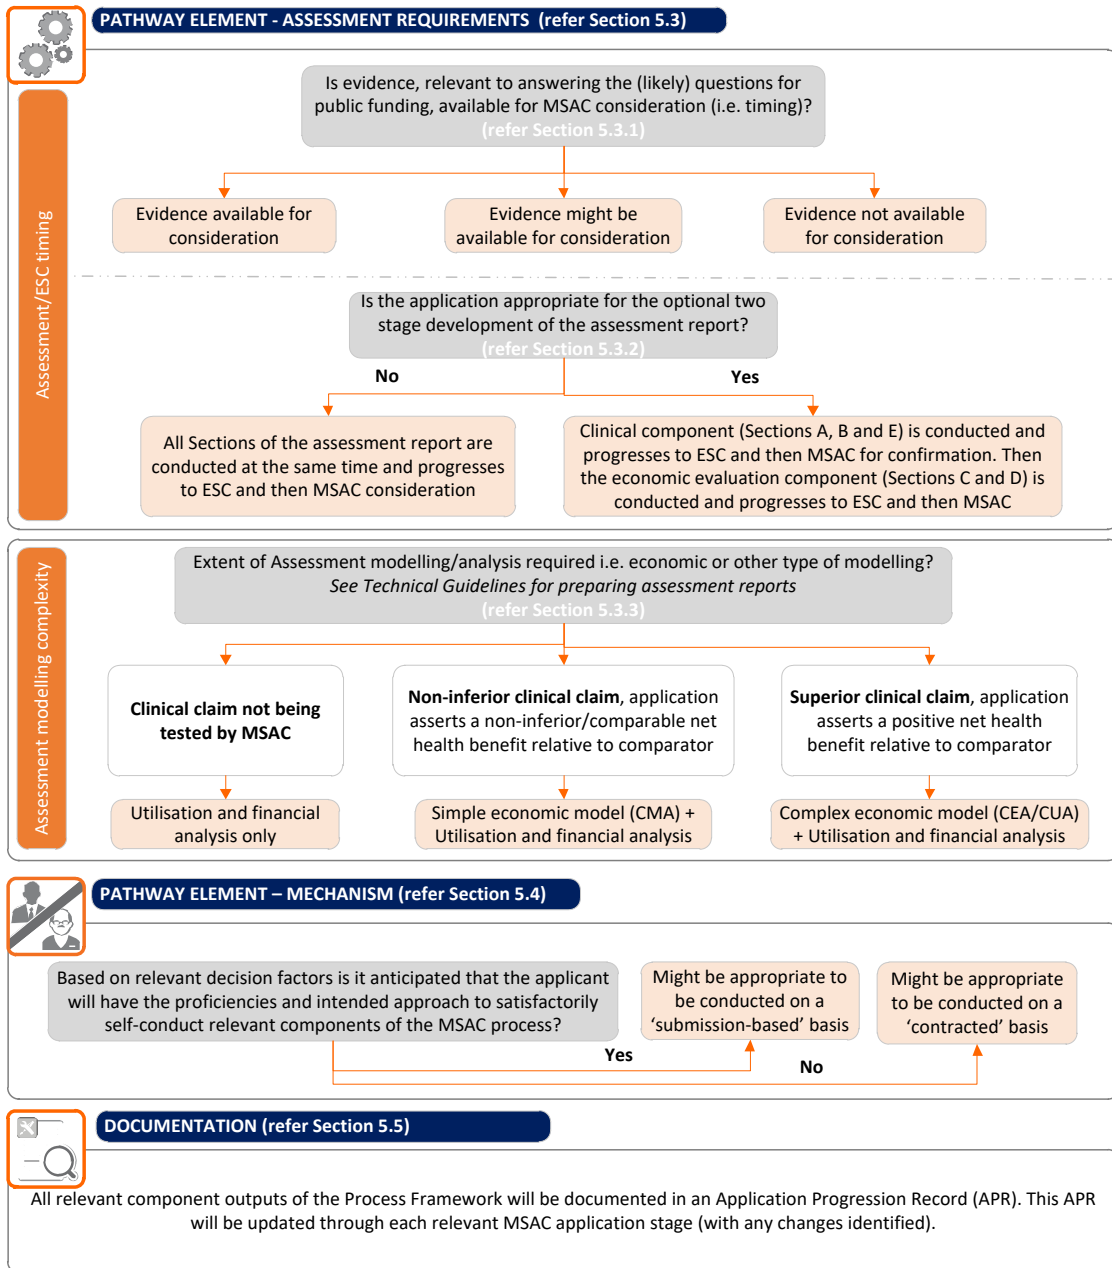 PATHWAY ELEMENT - ASSESSMENT REQUIREMENTS (refer Section 5.3)
Assessment/ESC timing
Is evidence, relevant to answering the (likely) questions for
public funding, available for MSAC consideration (i.e. timing)?
(refer Section 5.3.1)
Evidence available for
consideration
Evidence might be
available for consideration
Evidence not available
for consideration
Is the application appropriate for the optional two
stage development of the assessment report?
(refer Section 5.3.2)
No
Yes
All Sections of the assessment report are
conducted at the same time and progresses
to ESC and then MSAC consideration
Clinical component (Sections A, B and E) is conducted and
progresses to ESC and then MSAC for confirmation. Then
the economic evaluation component (Sections C and D) is
conducted and progresses to ESC and then MSAC
Assessment modelling complexity
Extent of Assessment modelling/analysis required i.e. economic or other type of modelling?
See Technical Guidelines for preparing assessment reports
(refer Section 5.3.3)
Clinical claim not being
tested by MSAC
Non-inferior clinical claim, application
asserts a non-inferior/comparable net
health benefit relative to comparator
Superior clinical claim, application
asserts a positive net health
benefit relative to comparator
Utilisation and financial
analysis only
Simple economic model (CMA) +
Utilisation and financial analysis
Complex economic model (CEA/CUA)
+ Utilisation and financial analysis
PATHWAY ELEMENT – MECHANISM (refer Section 5.4)
Based on relevant decision factors is it anticipated that the applicant
will have the proficiencies and intended approach to satisfactorily
self-conduct relevant components of the MSAC process?
Might be appropriate to
be conducted on a
‘submission-based’ basis
Might be appropriate
to be conducted on a
‘contracted’ basis
Yes
No
DOCUMENTATION (refer Section 5.5)
All relevant component outputs of the Process Framework will be documented in an Application Progression Record (APR). This APR
will be updated through each relevant MSAC application stage (with any changes identified).